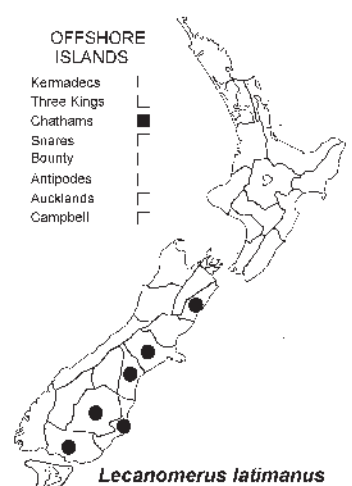 OFFSHORE
ISLANDS
Kermadecs
Three Kings
Chathams
Snares
Bounty
Antipodes
Aucklands
Campbell
Lecanomerus latimanus